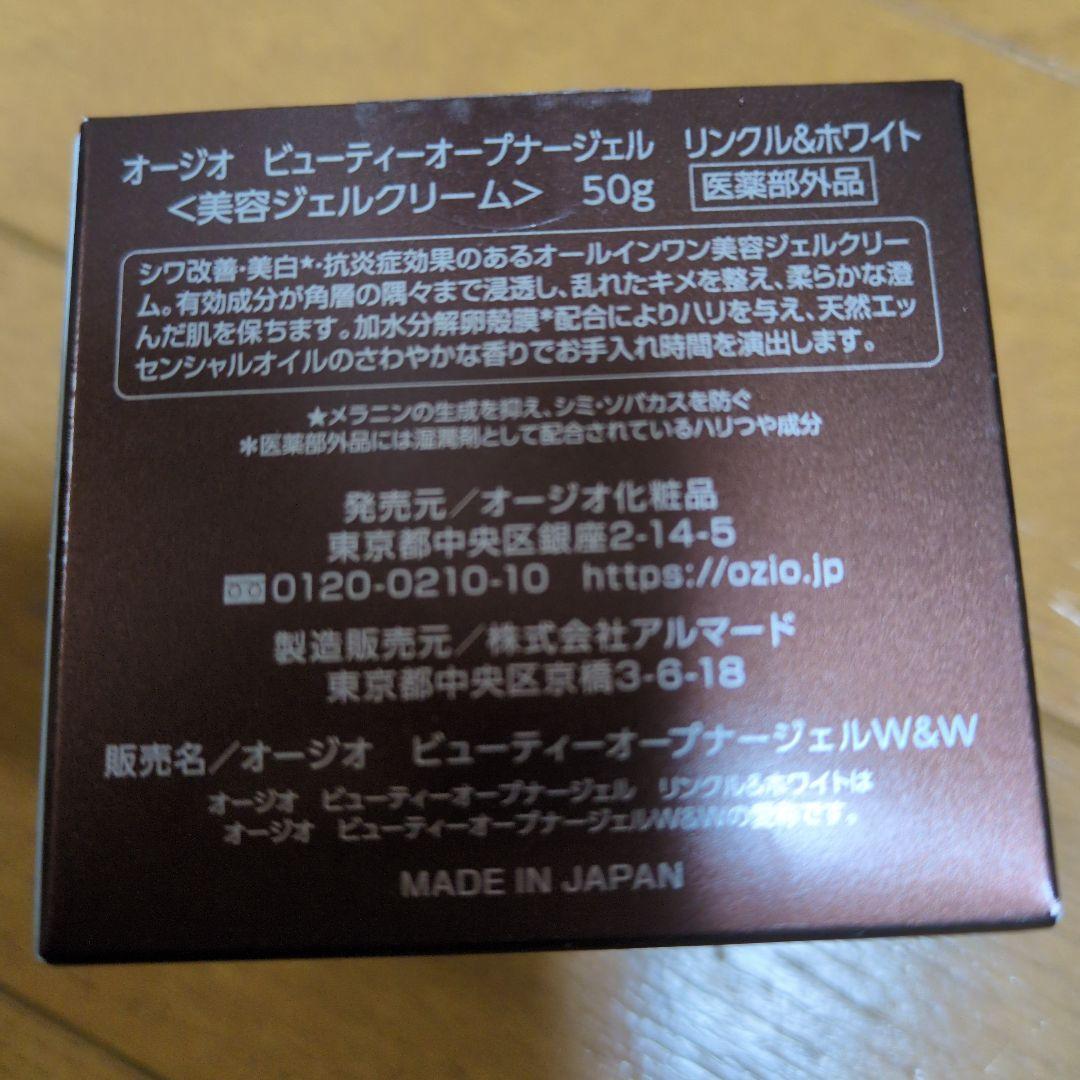 オージオ　ビューティーオープナージェル　リンクル&ホワイト
<美容ジェルクリーム>　50g　医薬部外品
シワ改善・美白★・抗炎症効果のあるオールインワン美容ジェルクリー
ム。有効成分が角層の隅々まで浸透し、乱れたキメを整え、柔らかな澄
んだ肌を保ちます。加水分解卵殻膜*配合によりハリを与え、天然エッ
センシャルオイルのさわやかな香りでお手入れ時間を演出します。
★メラニンの生成を抑え、シミ・ソバカスを防ぐ
*医薬部外品には湿潤剤として配合されているハリつや成分
発売元／オージオ化粧品
東京都中央区銀座2-14-5
0120-0210-10　https://ozio.jp
製造販売元／株式会社アルマード
東京都中央区京橋3-6-18
販売名／オージオ　ビューティーオープナージェルW&W
オージオ　ビューティーオープナージェル　リンクル&ホワイトは
オージオ　ビューティーオープナージェルW&Wの愛称です。
MADE IN JAPAN